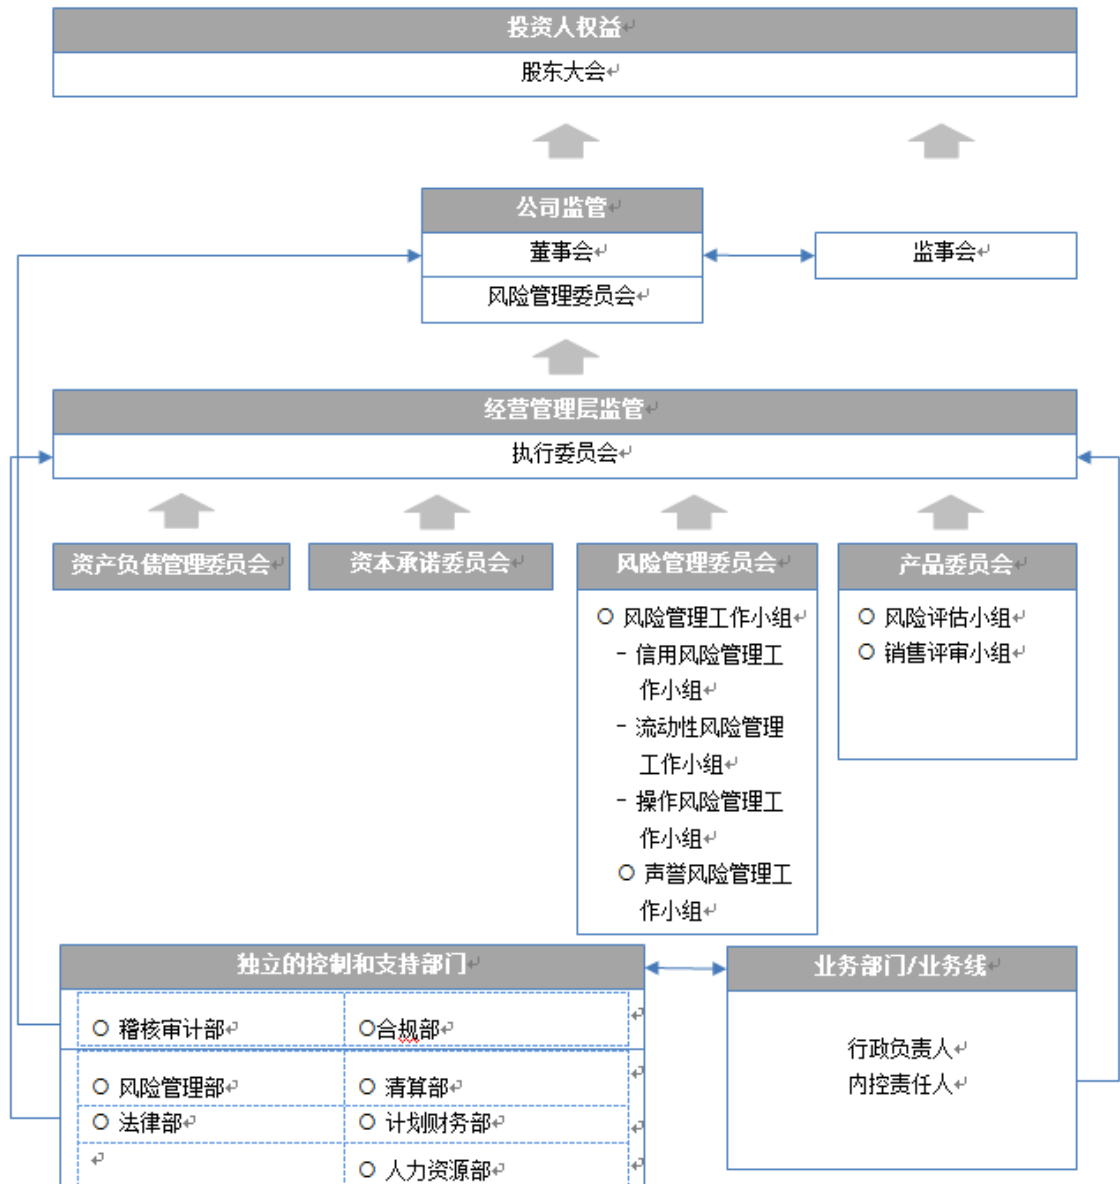 投资人权益
股东大会
公司监管
董事会
监事会
风险管理委员会
经营管理层监管
执行委员会
资产负债管理委员会
资本承诺委员会
风险管理委员会
○ 风险管理工作小组
- 信用风险管理工
作小组
- 流动性风险管理
工作小组
- 操作风险管理工
作小组
○ 声誉风险管理工
作小组
产品委员会
○ 风险评估小组
○ 销售评审小组
独立的控制和支持部门
○ 稽核审计部
○合规部
○ 风险管理部
○ 清算部
○ 法律部
○ 计划财务部
○ 人力资源部
业务部门/业务线
行政负责人
内控责任人